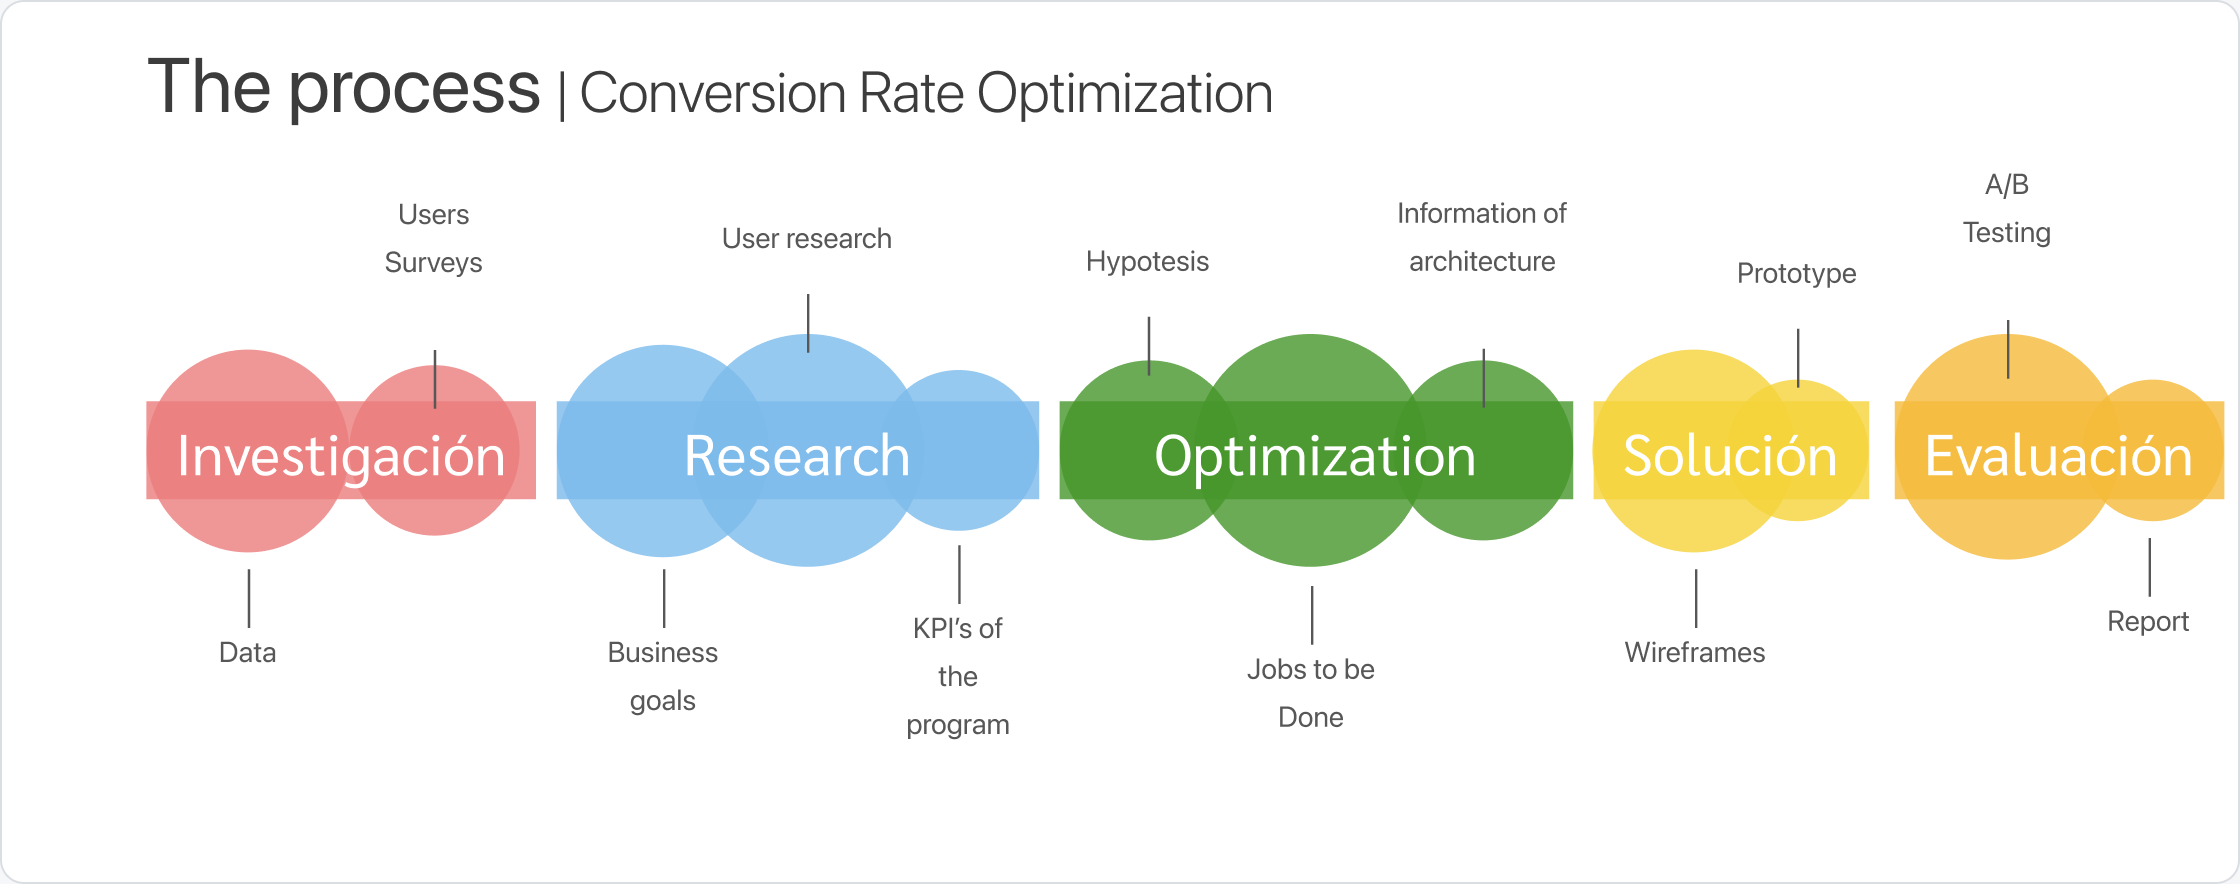 The process | Conversion Rate Optimization
Users
Surveys
User research
Hypotesis
Information of
architecture
Prototype
A/B
Testing
Investigación
Research
Optimization
Solución
Evaluación
Data
Business
goals
KPI’s of
the
program
Jobs to be
Done
Wireframes
Report